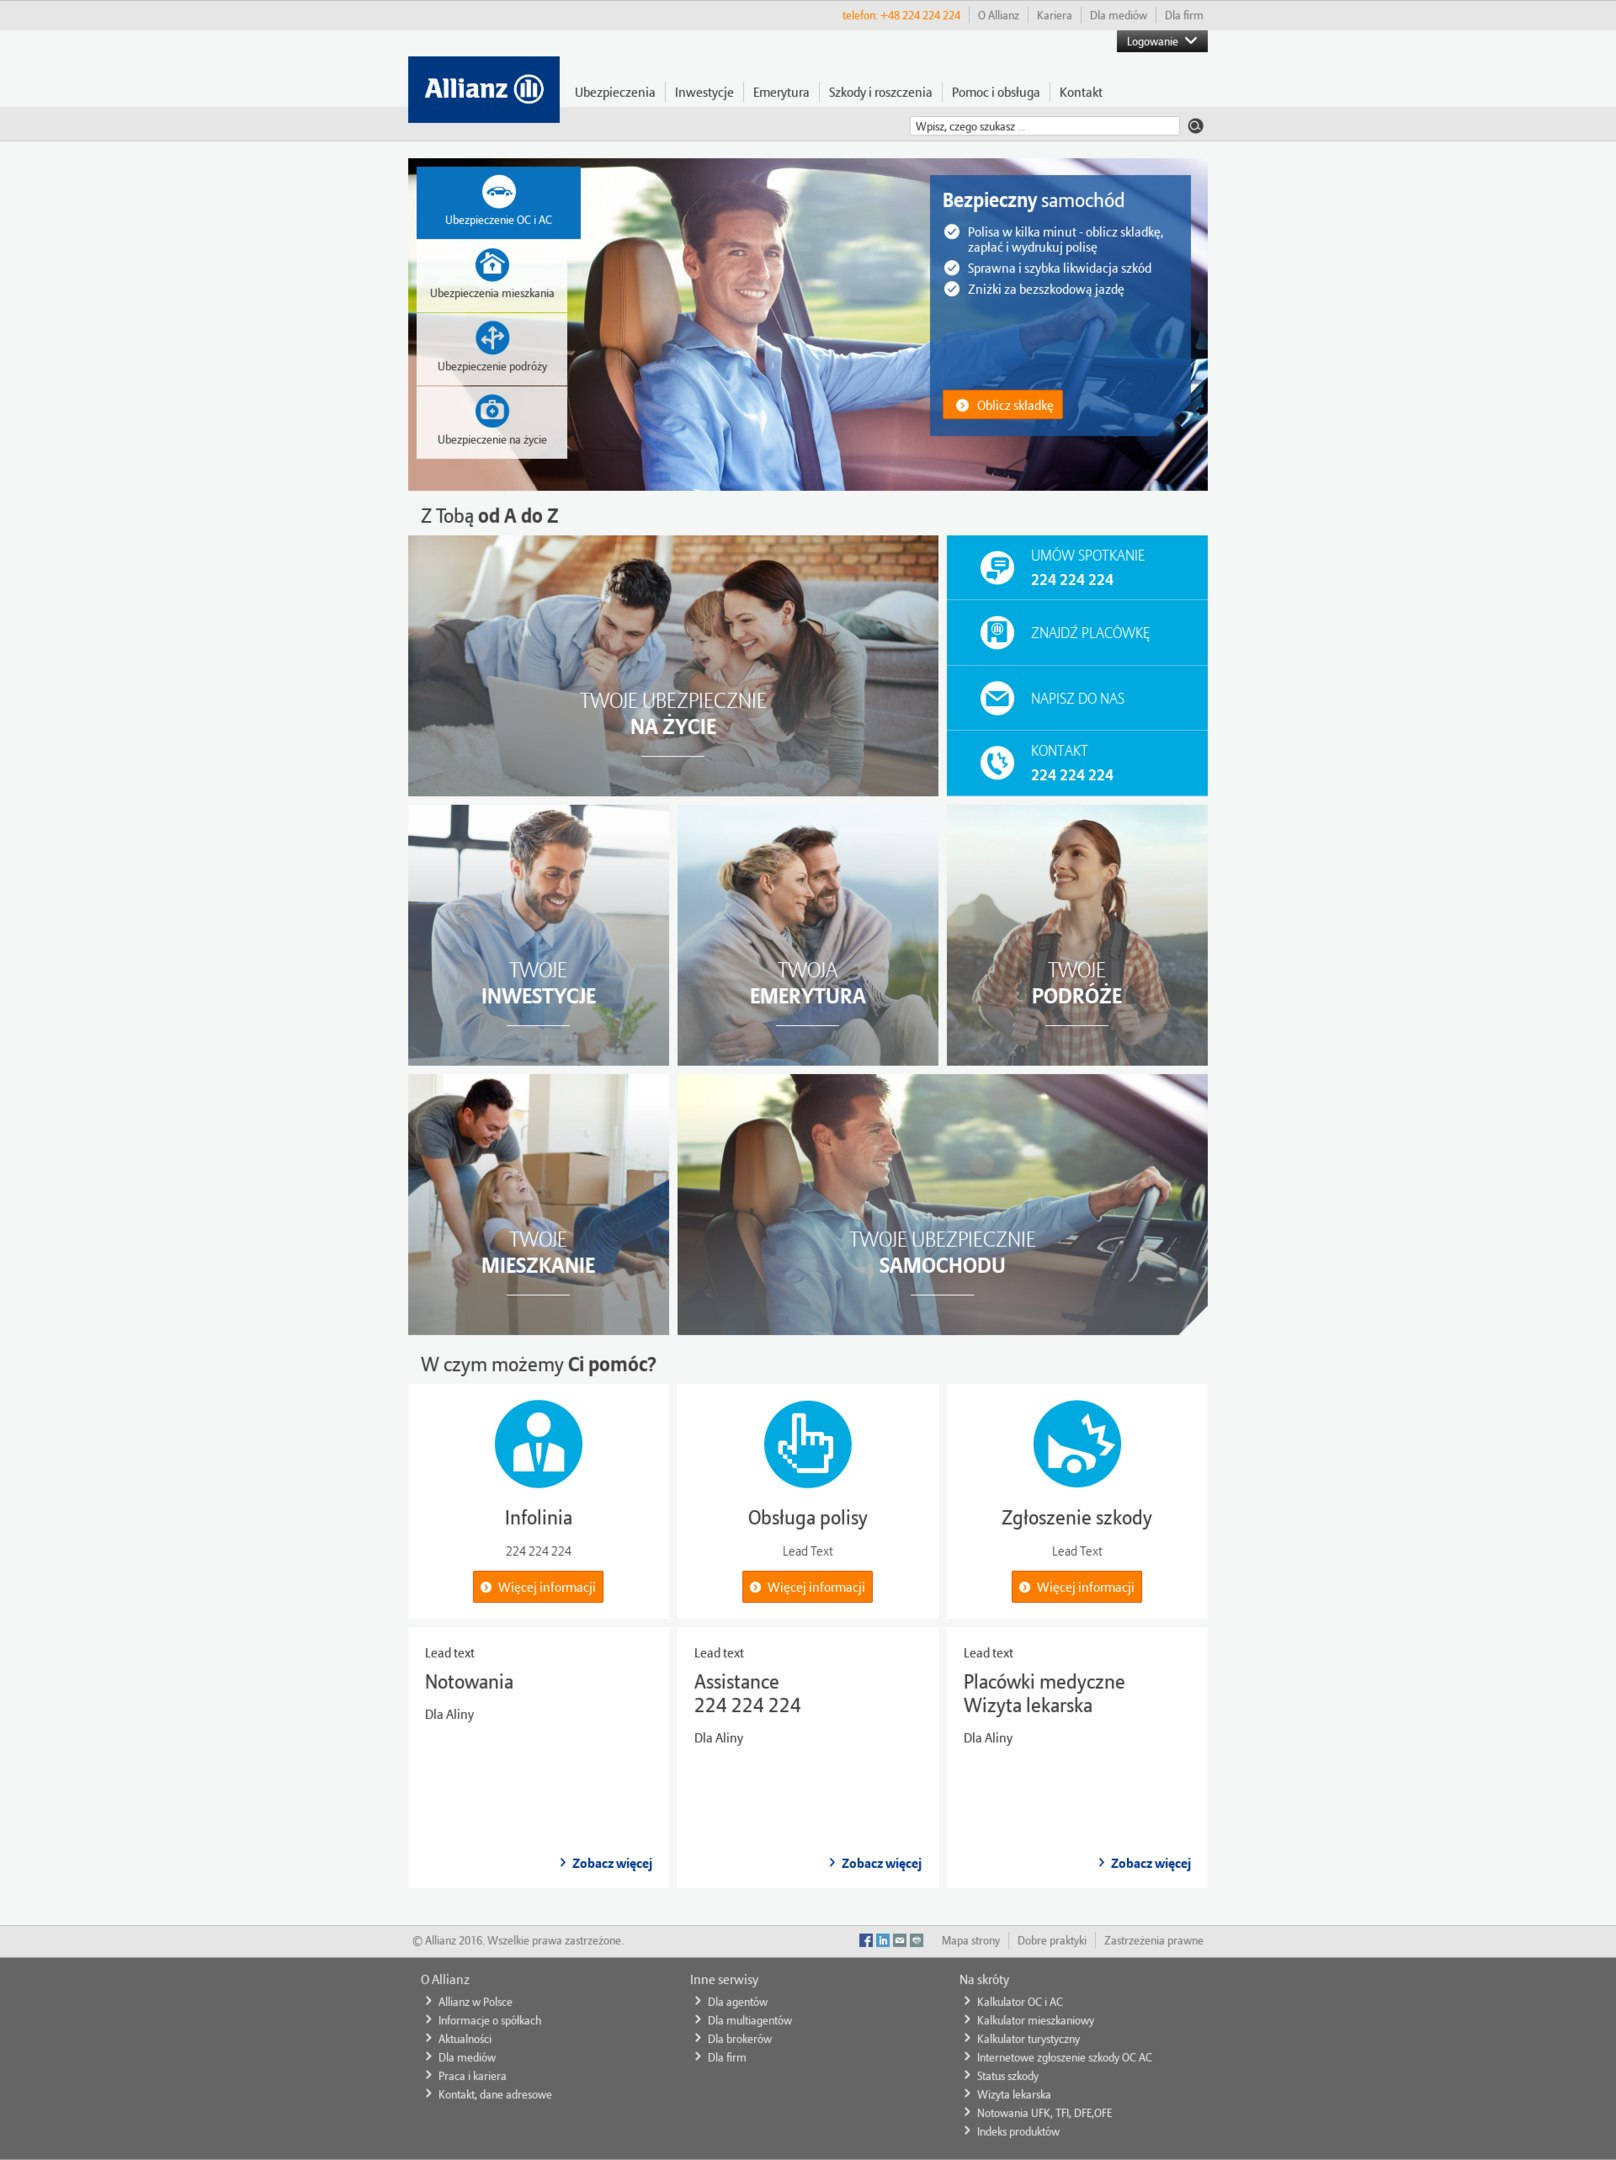 telefon: +48 224 224 224
O Allianz
Kariera
Dla mediów
Dla firm
Logowanie
Allianz
Ubezpieczenia
Inwestycje
Emerytura
Szkody i roszczenia
Pomoc i obsługa
Kontakt
Wpisz, czego szukasz ...
Ubezpieczenie OC i AC
Ubezpieczenia mieszkania
Ubezpieczenie podróży
Ubezpieczenie na życie
Bezpieczny samochód
Polisa w kilka minut - oblicz skladkę,
zapłać i wydrukuj polisę
Sprawna i szybka likwidacja szkód
Zniżki za bezszkodową jazdę
Oblicz składkę
Z Tobą od A do Z
TWOJE UBEZPIECZNIE
NA ŻYCIE
UMÓW SPOTKANIE
224 224 224
ZNAJDŹ PLACÓWKĘ
NAPISZ DO NAS
KONTAKT
224 224 224
TWOJE
INWESTYCJE
TWOJA
EMERYTURA
TWOJE
PODRÓŻE
TWOJE
MIESZKANIE
TWOJE UBEZPIECZNIE
SAMOCHODU
W czym możemy Ci pomóc?
Infolinia
224 224 224
Więcej informacji
Obsługa polisy
Lead Text
Więcej informacji
Zgłoszenie szkody
Lead Text
Więcej informacji
Lead text
Notowania
Dla Aliny
Zobacz więcej
Lead text
Assistance
224 224 224
Dla Aliny
Zobacz więcej
Lead text
Placówki medyczne
Wizyta lekarska
Dla Aliny
Zobacz więcej
© Allianz 2016. Wszelkie prawa zastrzeżone.
Mapa strony
Dobre praktyki
Zastrzeżenia prawne
O Allianz
Allianz w Polsce
Informacje o spółkach
Aktualności
Dla mediów
Praca i kariera
Kontakt, dane adresowe
Inne serwisy
Dla agentów
Dla multiagentów
Dla brokerów
Dla firm
Na skróty
Kalkulator OC i AC
Kalkulator mieszkaniowy
Kalkulator turystyczny
Internetowe zgłoszenie szkody OC AC
Status szkody
Wizyta lekarska
Notowania UFK, TFI, DFE,OFE
Indeks produktów